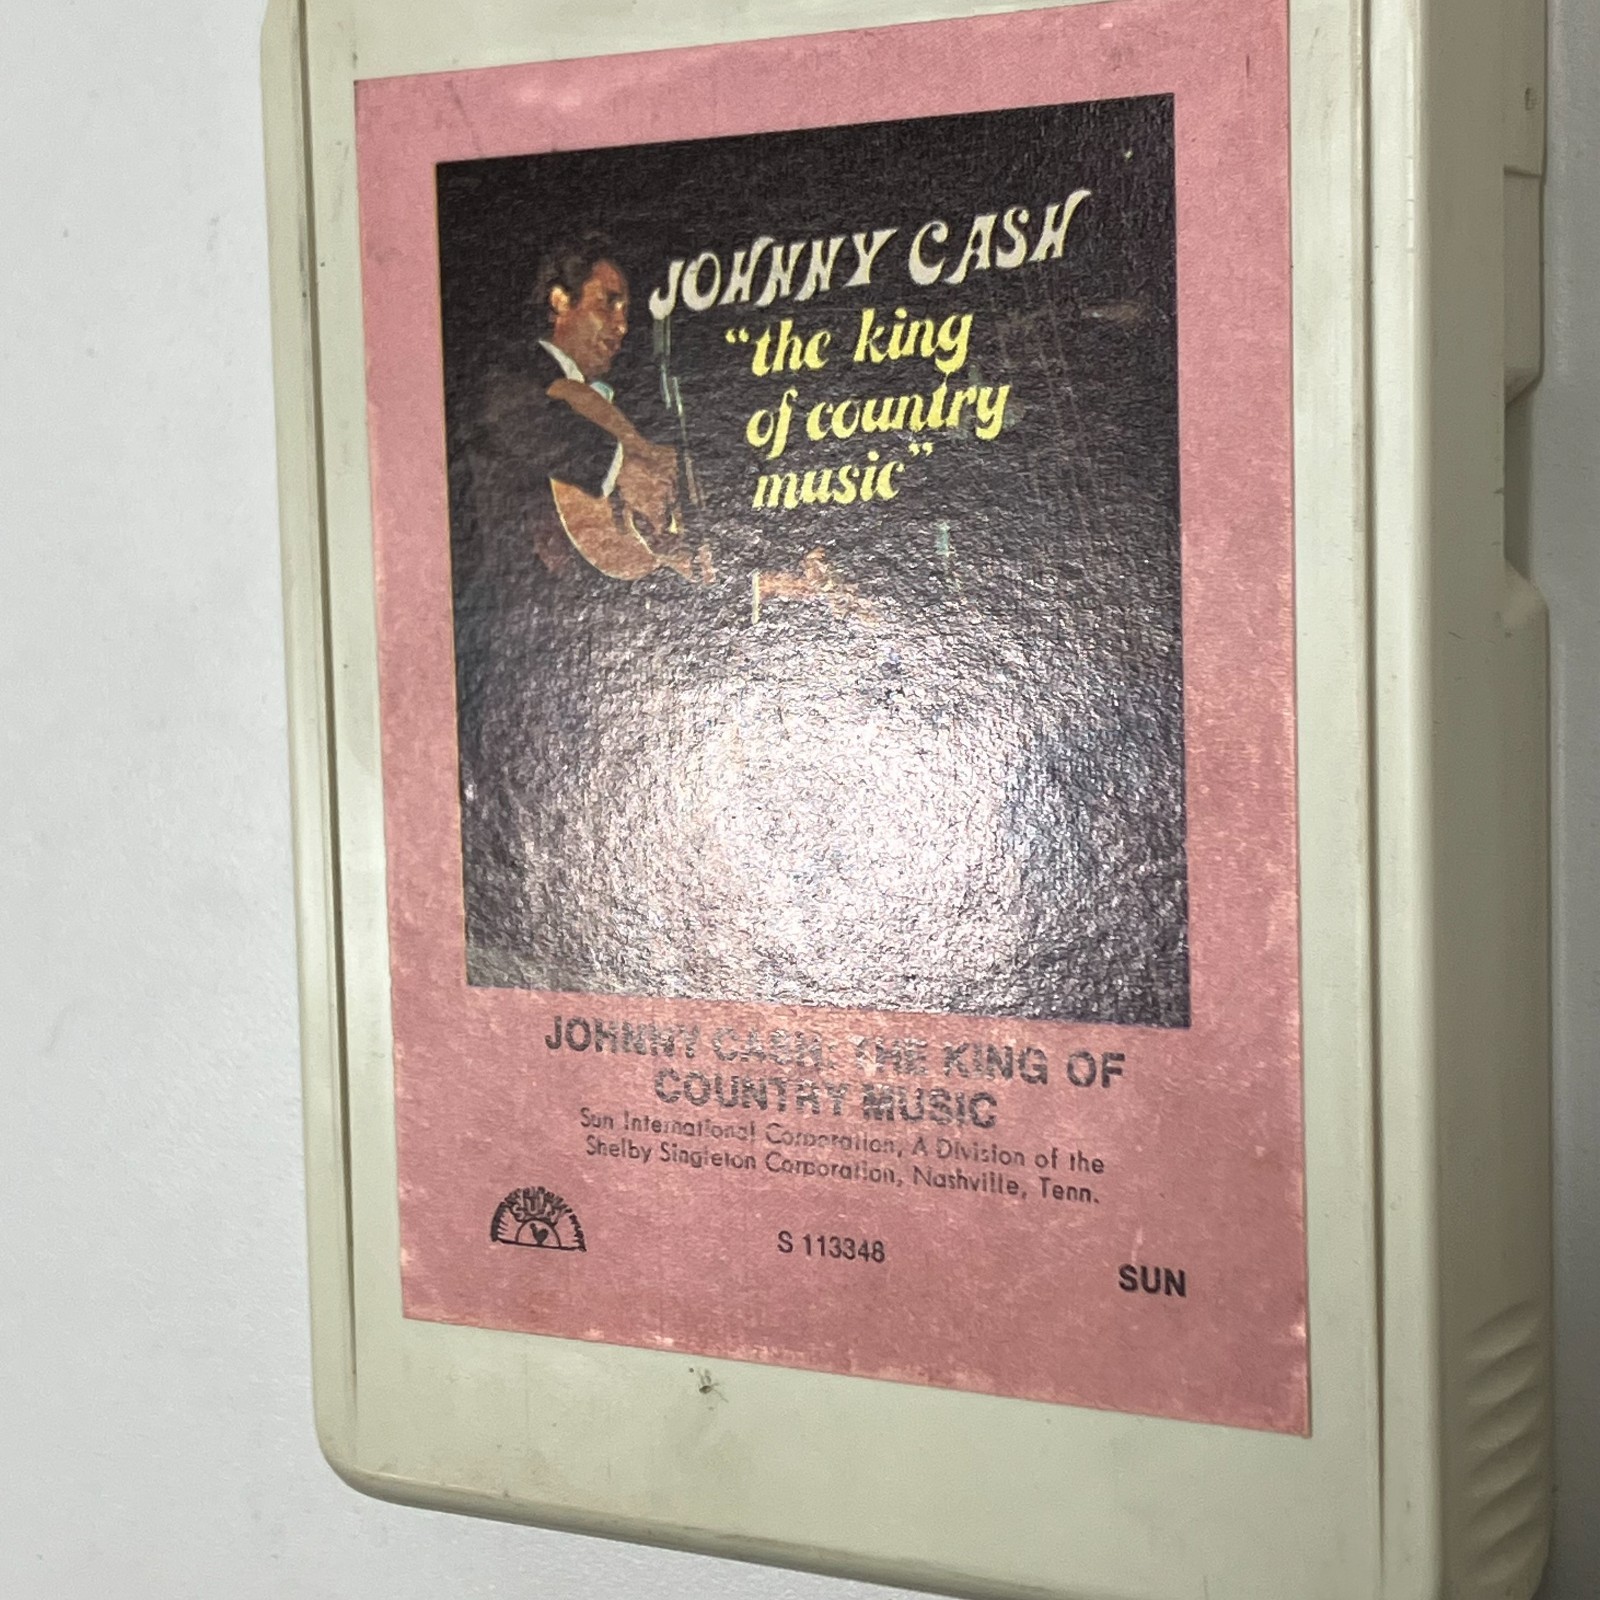 JOHNNY CASH
“the king
of country
music”
JOHNNY CASH: THE KING OF
COUNTRY MUSIC
Sun International Corporation, A Division of the
Shelby Singleton Corporation, Nashville, Tenn.
SUN
S 113348
SUN